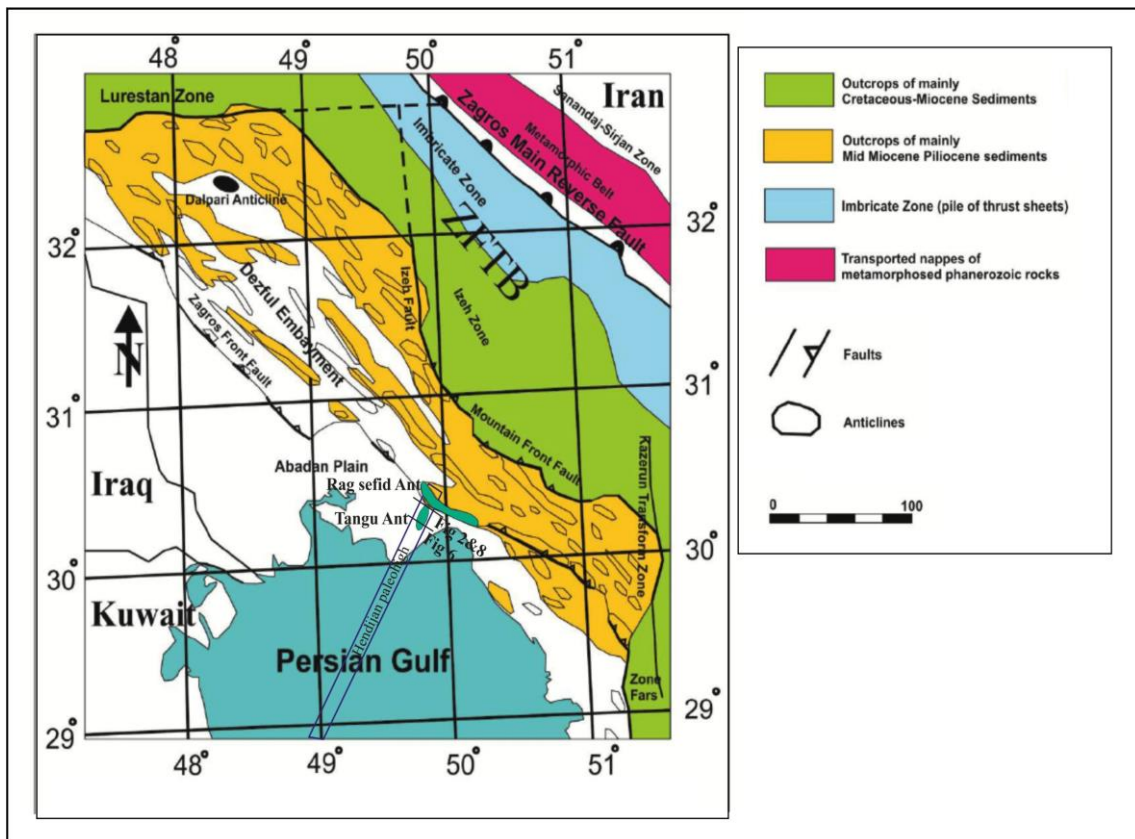 48° 49° 50° 51°
Lurestan Zone
Iran
Sanandaj-Sirjan Zone
Metamorphic Belt
Zagros Main Reverse Fault
Imbricate Zone
ZFTB
Dalpari Anticline
32°
32°
Izeh Fault
Izeh Zone
Dezful Embayment
Zagros Front Fault
N
31°
31°
Mountain Front Fault
Kazerun Transform Zone
Abadan Plain
Iraq
Rag sefid Ant
Tangu Ant
Fig 2&8
Fig 6
30°
30°
Hendijan paleohigh
Kuwait
Persian Gulf
Zone
Fars
29°
29°
48° 49° 50° 51°
Outcrops of mainly
Cretaceous-Miocene Sediments
Outcrops of mainly
Mid Miocene Piliocene sediments
Imbricate Zone (pile of thrust sheets)
Transported nappes of
metamorphosed phanerozoic rocks
Faults
Anticlines
0 100